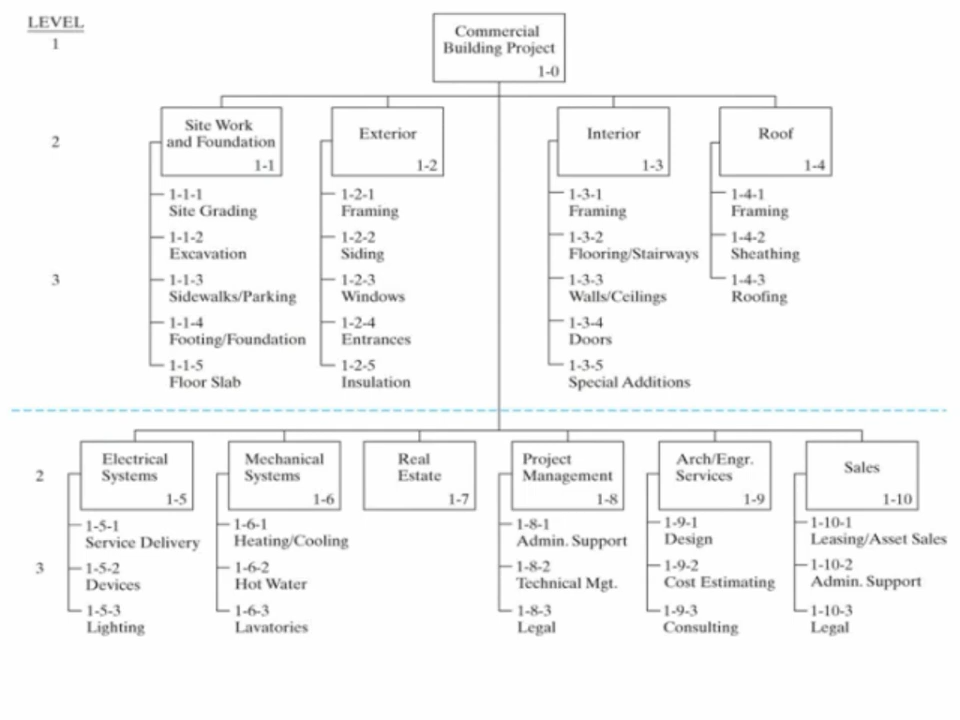 LEVEL
1
Commercial
Building Project
1-0
2
Site Work
and Foundation
1-1
Exterior
1-2
Interior
1-3
Roof
1-4
3
1-1-1
Site Grading
1-1-2
Excavation
1-1-3
Sidewalks/Parking
1-1-4
Footing/Foundation
1-1-5
Floor Slab
1-2-1
Framing
1-2-2
Siding
1-2-3
Windows
1-2-4
Entrances
1-2-5
Insulation
1-3-1
Framing
1-3-2
Flooring/Stairways
1-3-3
Walls/Ceilings
1-3-4
Doors
1-3-5
Special Additions
1-4-1
Framing
1-4-2
Sheathing
1-4-3
Roofing
2
Electrical
Systems
1-5
Mechanical
Systems
1-6
Real
Estate
1-7
Project
Management
1-8
Arch/Engr.
Services
1-9
Sales
1-10
3
1-5-1
Service Delivery
1-5-2
Devices
1-5-3
Lighting
1-6-1
Heating/Cooling
1-6-2
Hot Water
1-6-3
Lavatories
1-8-1
Admin. Support
1-8-2
Technical Mgt.
1-8-3
Legal
1-9-1
Design
1-9-2
Cost Estimating
1-9-3
Consulting
1-10-1
Leasing/Asset Sales
1-10-2
Admin. Support
1-10-3
Legal